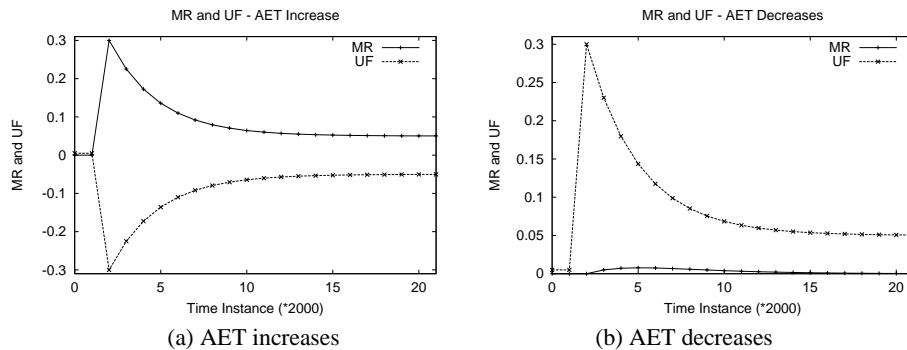 MR and UF - AET Increase
MR
UF
0.3
0.2
0.1
0
-0.1
-0.2
-0.3
MR and UF
0
5
10
15
20
Time Instance (*2000)
(a) AET increases
MR and UF - AET Decreases
MR
UF
0.3
0.25
0.2
0.15
0.1
0.05
0
MR and UF
0
5
10
15
20
Time Instance (*2000)
(b) AET decreases